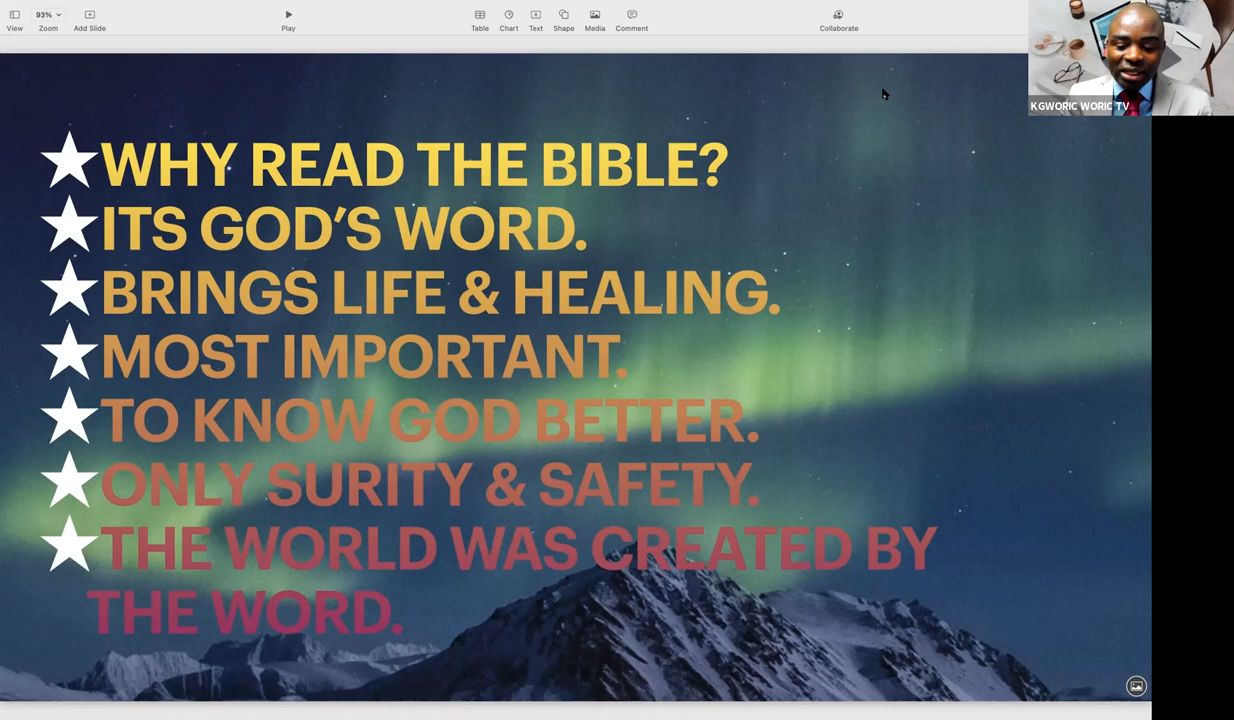 93%
View
Zoom
Add Slide
Play
Table
Chart
Text
Shape
Media
Comment
Collaborate
KGWORIC WORIC TV
WHY READ THE BIBLE?
ITS GOD'S WORD.
BRINGS LIFE & HEALING.
MOST IMPORTANT.
TO KNOW GOD BETTER.
ONLY SURITY & SAFETY.
THE WORLD WAS CREATED BY
THE WORD.